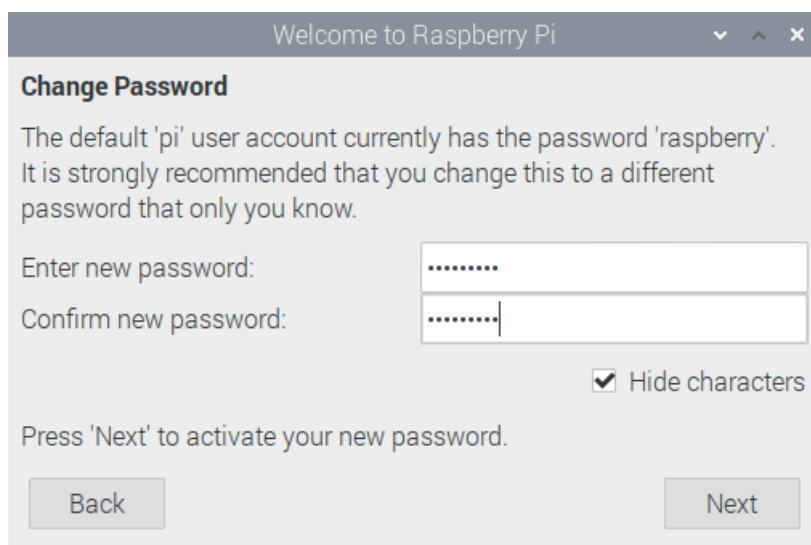 Welcome to Raspberry Pi
Change Password
The default 'pi' user account currently has the password 'raspberry'.
It is strongly recommended that you change this to a different
password that only you know.
Enter new password: •••••••••
Confirm new password: •••••••••
Hide characters
Press 'Next' to activate your new password.
Back Next